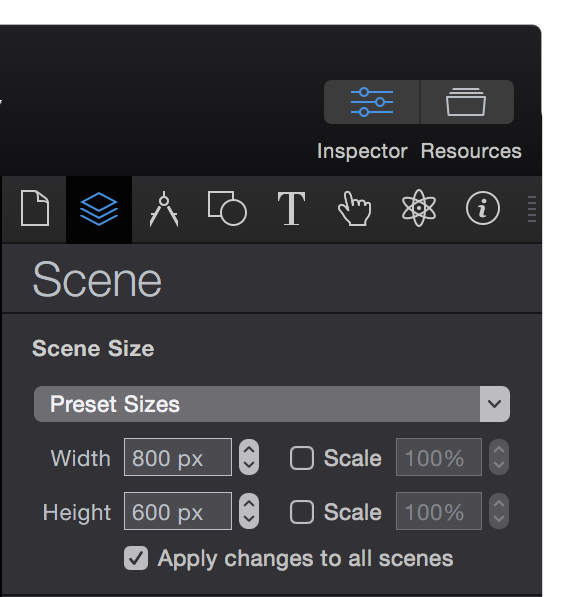 Inspector Resources
T
i
Scene
Scene Size
Preset Sizes
Width 800 px Scale 100%
Height 600 px Scale 100%
Apply changes to all scenes